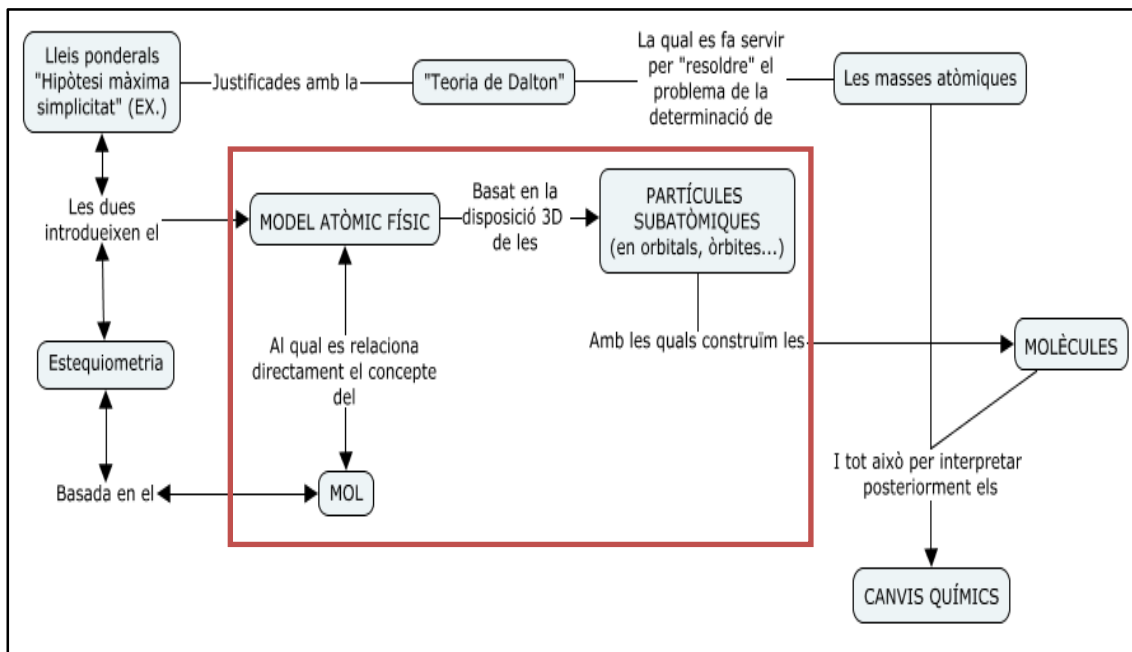 Lleis ponderals
"Hipòtesi màxima
simplicitat" (EX.)
Justificades amb la
"Teoria de Dalton"
La qual es fa servir
per "resoldre" el
problema de la
determinació de
Les masses atòmiques
Les dues
introdueixen el
MODEL ATÒMIC FÍSIC
Basat en la
disposició 3D
de les
PARTÍCULES
SUBATÒMIQUES
(en orbitals, òrbites...)
Estequiometria
Al qual es relaciona
directament el concepte
del
Amb les quals construïm les
MOLÈCULES
Basada en el
MOL
I tot això per interpretar
posteriorment els
CANVIS QUÍMICS